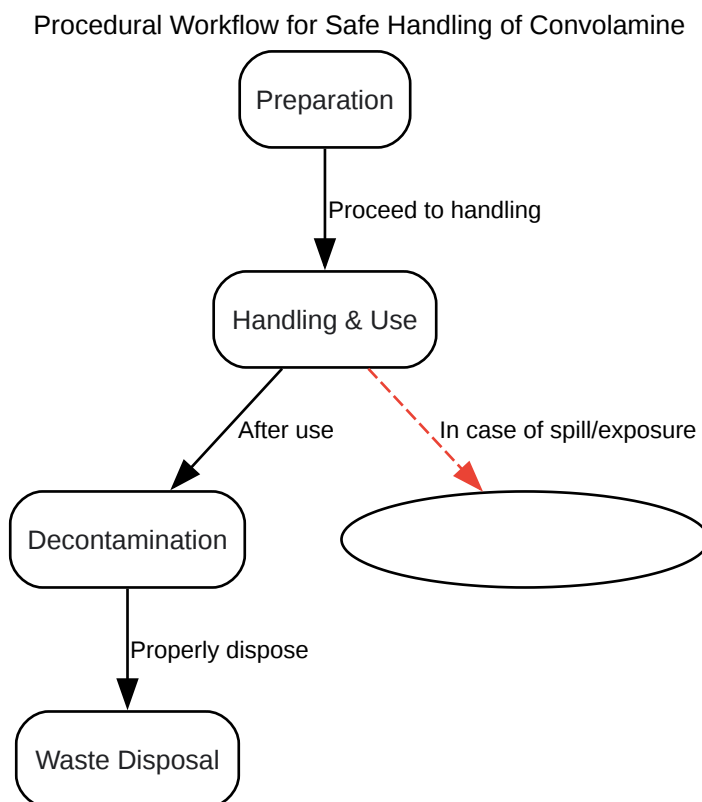 Procedural Workflow for Safe Handling of Convolamine
Preparation
Proceed to handling
Handling & Use
After use
In case of spill/exposure
Decontamination
Properly dispose
Waste Disposal